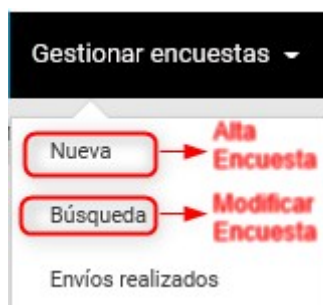 Gestionar encuestas
Nueva
Alta
Encuesta
Búsqueda
Modificar
Encuesta
Envíos realizados